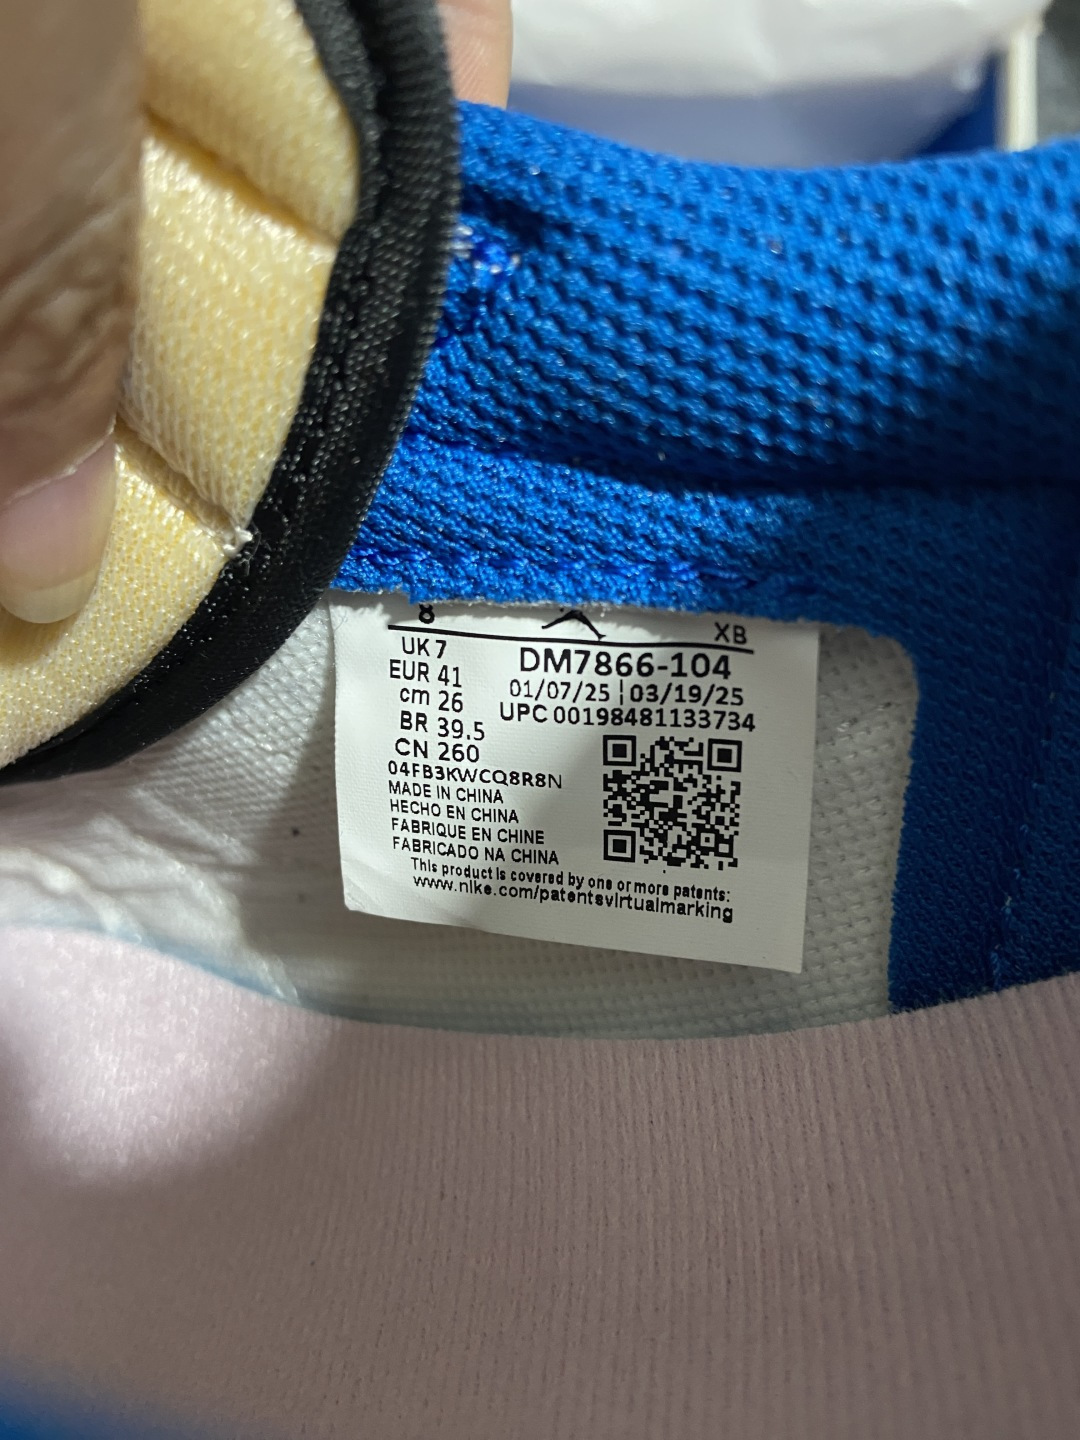 8
XB
UK 7
EUR 41
cm 26
BR 39.5
CN 260
DM7866-104
01/07/25 | 03/19/25
UPC 00198481133734
04FB3KWCQ8R8N
MADE IN CHINA
HECHO EN CHINA
FABRIQUE EN CHINE
FABRICADO NA CHINA
This product is covered by one or more patents:
www.nike.com/patentsvirtualmarking